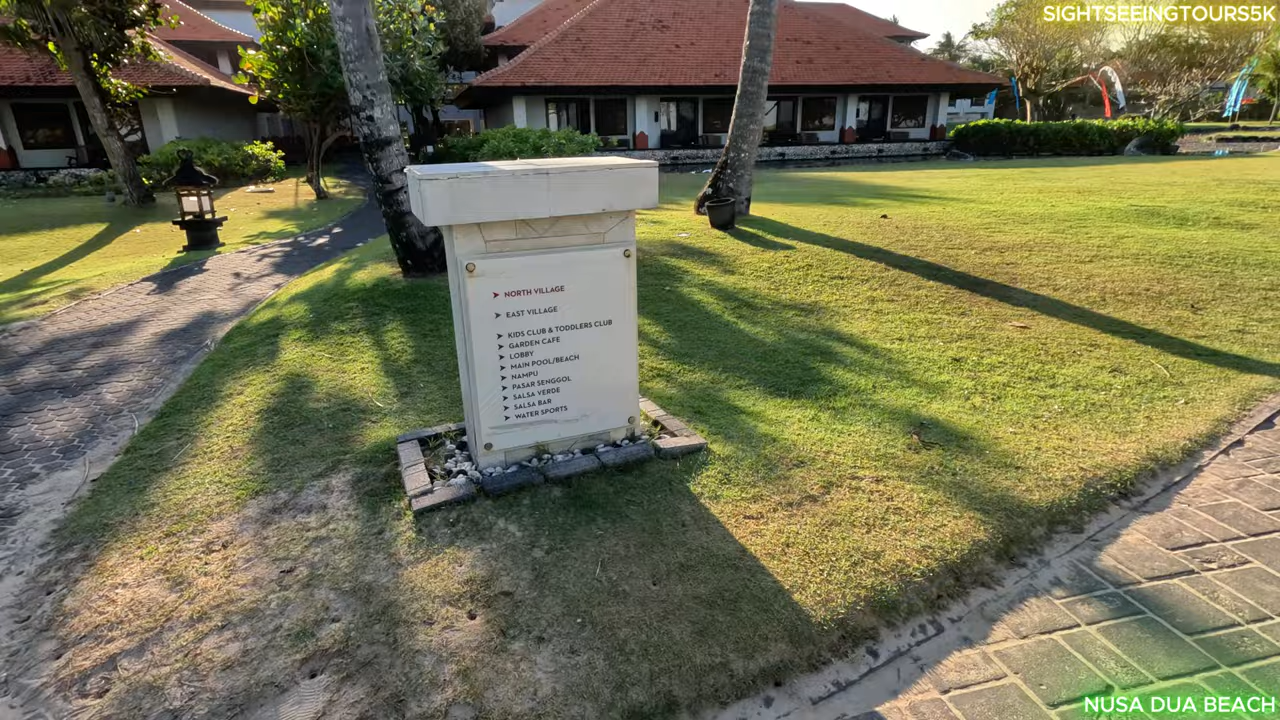 SIGHTSEEINGTOURS5K
NORTH VILLAGE
EAST VILLAGE
KIDS CLUB & TODDLERS CLUB
GARDEN CAFE
LOBBY
MAIN POOL/BEACH
NAMPU
PASAR SENGGOL
SALSA VERDE
SALSA BAR
WATER SPORTS
NUSA DUA BEACH